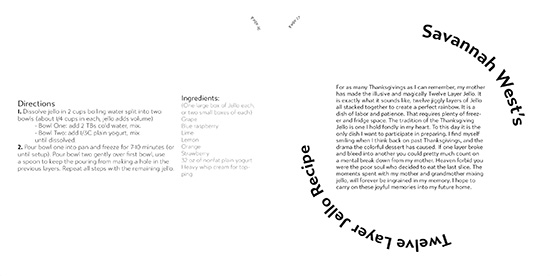 Directions
1. Dissolve jello in 2 cups boiling water split into two
bowls (about 1/4 cups in each, jello adds volume)
- Bowl One: add 2 TBs cold water, mix.
- Bowl Two: add 1/3C plain yogurt, mix
until dissolved.
2. Pour bowl one into pan and freeze for 7-10 minutes (or
until setup). Pour bowl two gently over first bowl, use
a spoon to keep the pouring from making a hole in the
previous layers. Repeat all steps with the remaining jello.
Ingredients:
(One large box of Jello each,
or two small boxes of each)
Grape
Blue raspberry
Lime
Lemon
Orange
Strawberry
32 oz of nonfat plain yogurt
Heavy whip cream for top-
ping
Savannah West's
For as many Thanksgivings as I can remember, my mother
has made the illusive and magically Twelve Layer Jello. It
is exactly what it sounds like, twelve jiggly layers of Jello
all stacked together to create a perfect rainbow. It is a
dish of labor and patience. That requires plenty of freez-
er and fridge space. The tradition of the Thanksgiving
Jello is one I hold fondly in my heart. To this day it is the
only dish I want to participate in preparing. I find myself
smiling when I think back on past Thanksgivings, and the
drama the colorful dessert has caused. If one layer broke
and bleed into another you could pretty much count on
a mental break down from my mother. Heaven forbid you
were the poor soul who decided to eat the last slice. The
moments spent with my mother and grandmother making
jello, will forever be ingrained in my memory. I hope to
carry on these joyful memories into my future home.
Twelve Layer Jello Recipe